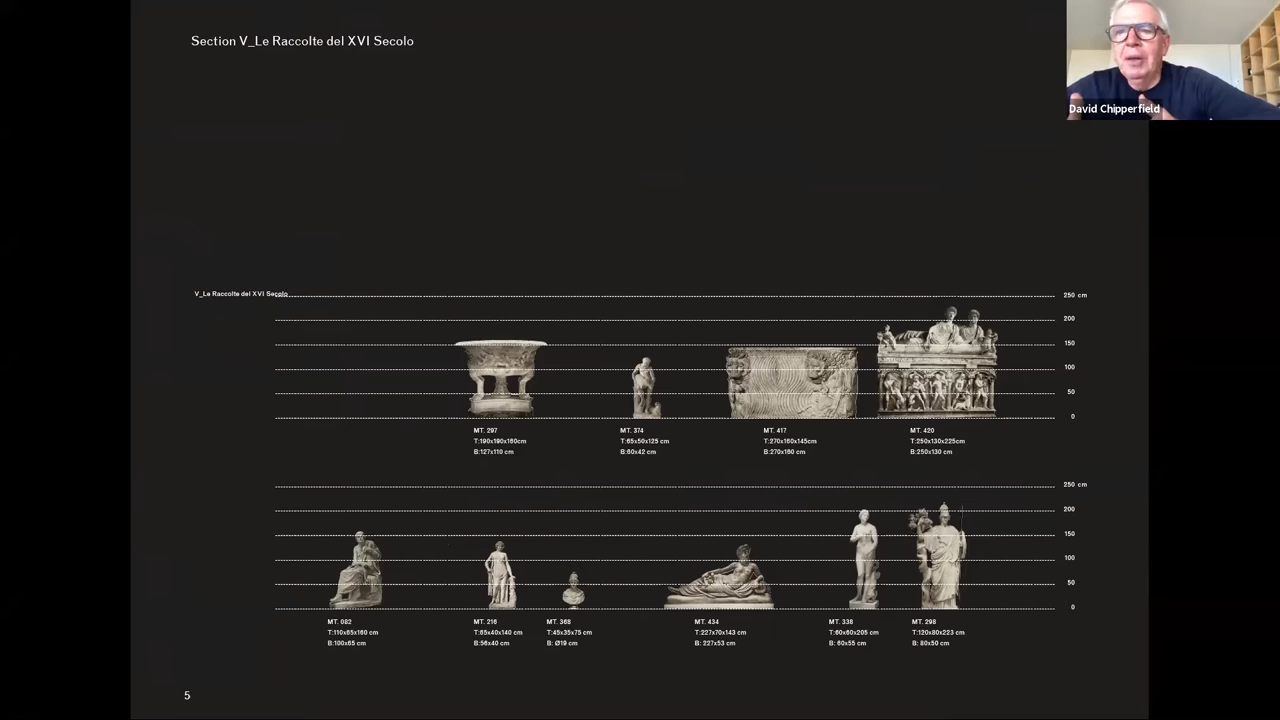 Section V_Le Raccolte del XVI Secolo
David Chipperfield
V_Le Raccolte del XVI Secolo
250 cm
200
150
100
50
0
MT. 297
T:190x190x160cm
B:127x110 cm
MT. 374
T:65x50x125 cm
B:60x42 cm
MT. 417
T:270x160x145cm
B:270x160 cm
MT. 420
T:250x130x225cm
B:250x130 cm
250 cm
200
150
100
50
0
MT. 082
T:110x65x160 cm
B:100x65 cm
MT. 216
T:65x40x140 cm
B:56x40 cm
MT. 368
T:45x35x75 cm
B: Ø19 cm
MT. 434
T:227x70x143 cm
B: 227x53 cm
MT. 338
T:60x60x205 cm
B: 60x55 cm
MT. 298
T:120x80x223 cm
B: 80x50 cm
5